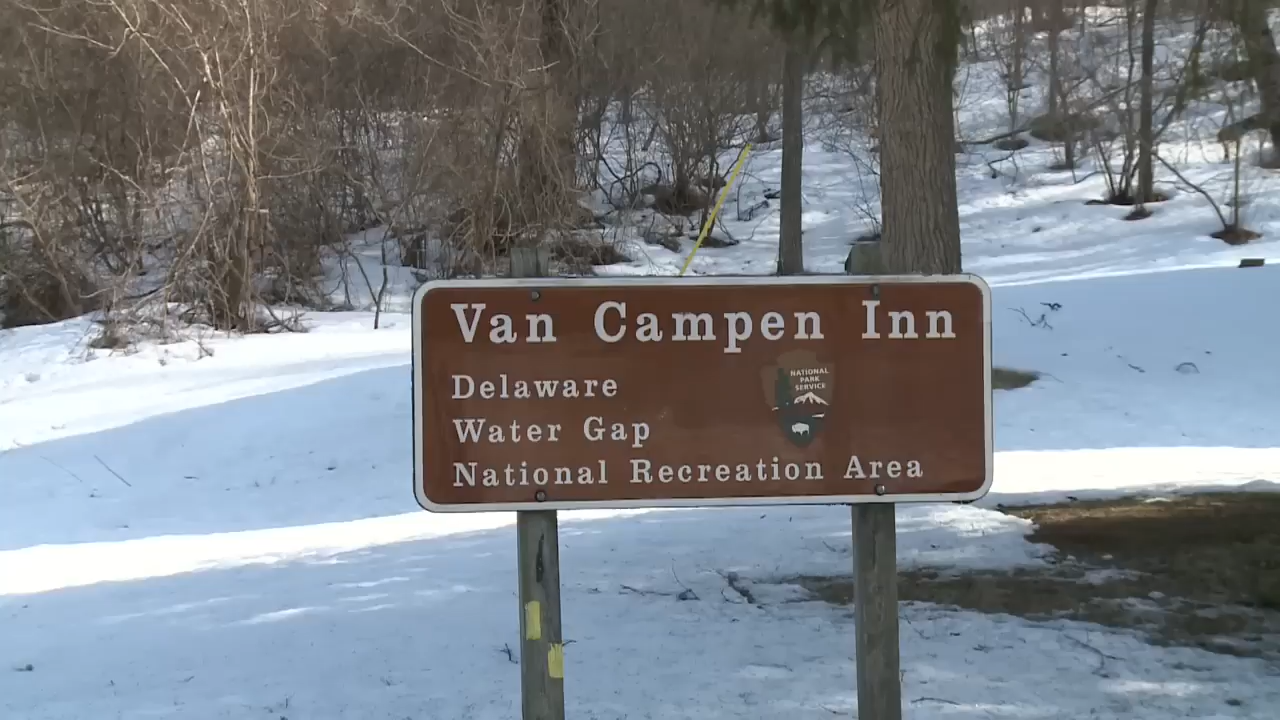 Van Campen Inn
Delaware
Water Gap
National Recreation Area
NATIONAL
PARK
SERVICE